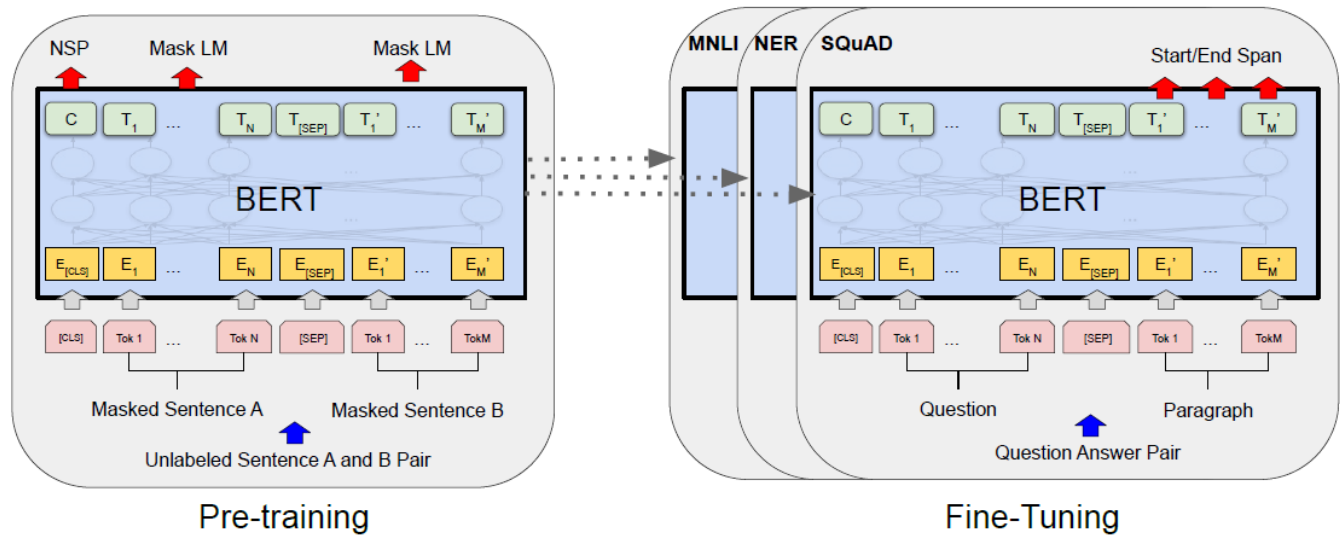 NSP Mask LM Mask LM
C T1 ... TN T[SEP] T1' ... TM'
...
BERT
...
E[CLS] E1 ... EN E[SEP] E1' ... EM'
[CLS] Tok 1 ... Tok N [SEP] Tok 1 ... TokM
Masked Sentence A Masked Sentence B
Unlabeled Sentence A and B Pair
Pre-training
MNLI NER SQuAD
Start/End Span
C T1 ... TN T[SEP] T1' ... TM'
...
BERT
...
E[CLS] E1 ... EN E[SEP] E1' ... EM'
[CLS] Tok 1 ... Tok N [SEP] Tok 1 ... TokM
Question Paragraph
Question Answer Pair
Fine-Tuning